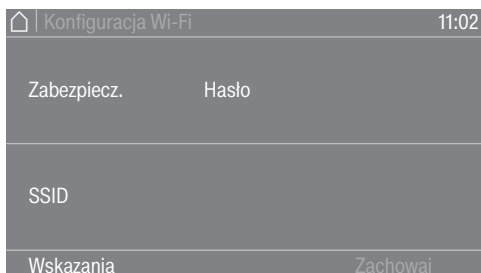 Konfiguracja Wi-Fi 11:02
Zabezpiecz. Hasło
SSID
Wskazania Zachowaj